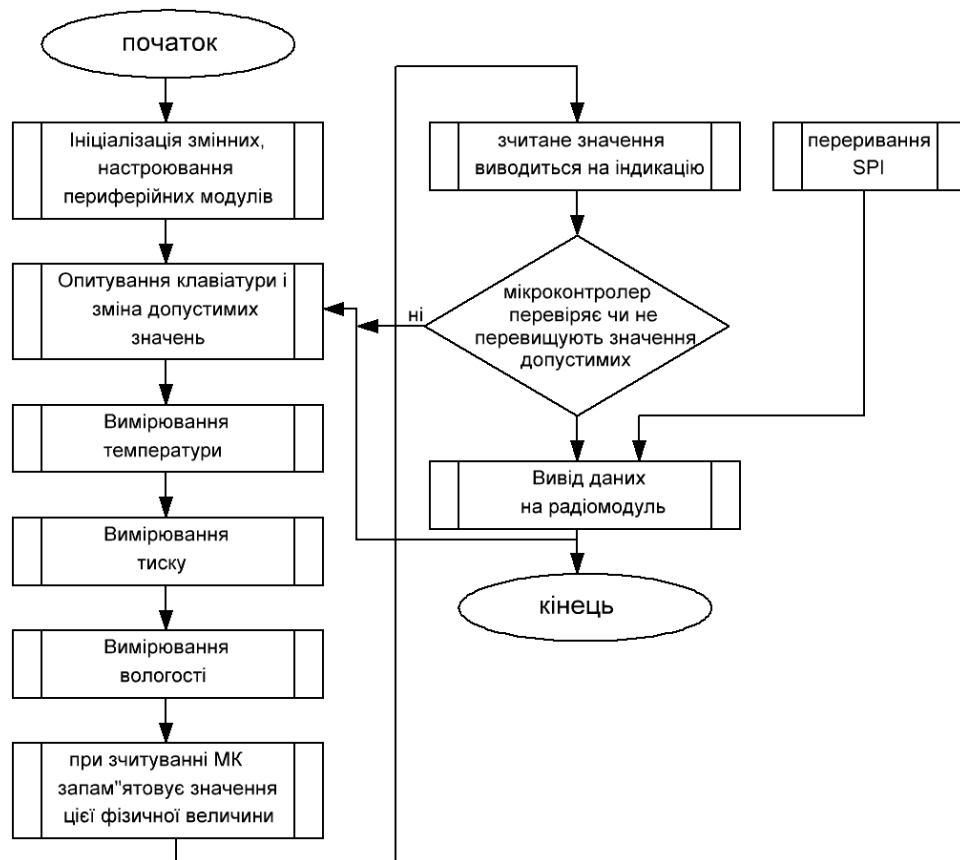 початок
Ініціалізація змінних,
настроювання
периферійних модулів
Опитування клавіатури і
зміна допустимих
значень
Вимірювання
температури
Вимірювання
тиску
Вимірювання
вологості
при зчитуванні МК
запам"ятовує значення
цієї фізичної величини
зчитане значення
виводиться на індикацію
мікроконтролер
перевіряє чи не
перевищують значення
допустимих
ні
Вивід даних
на радіомодуль
кінець
переривання
SPI